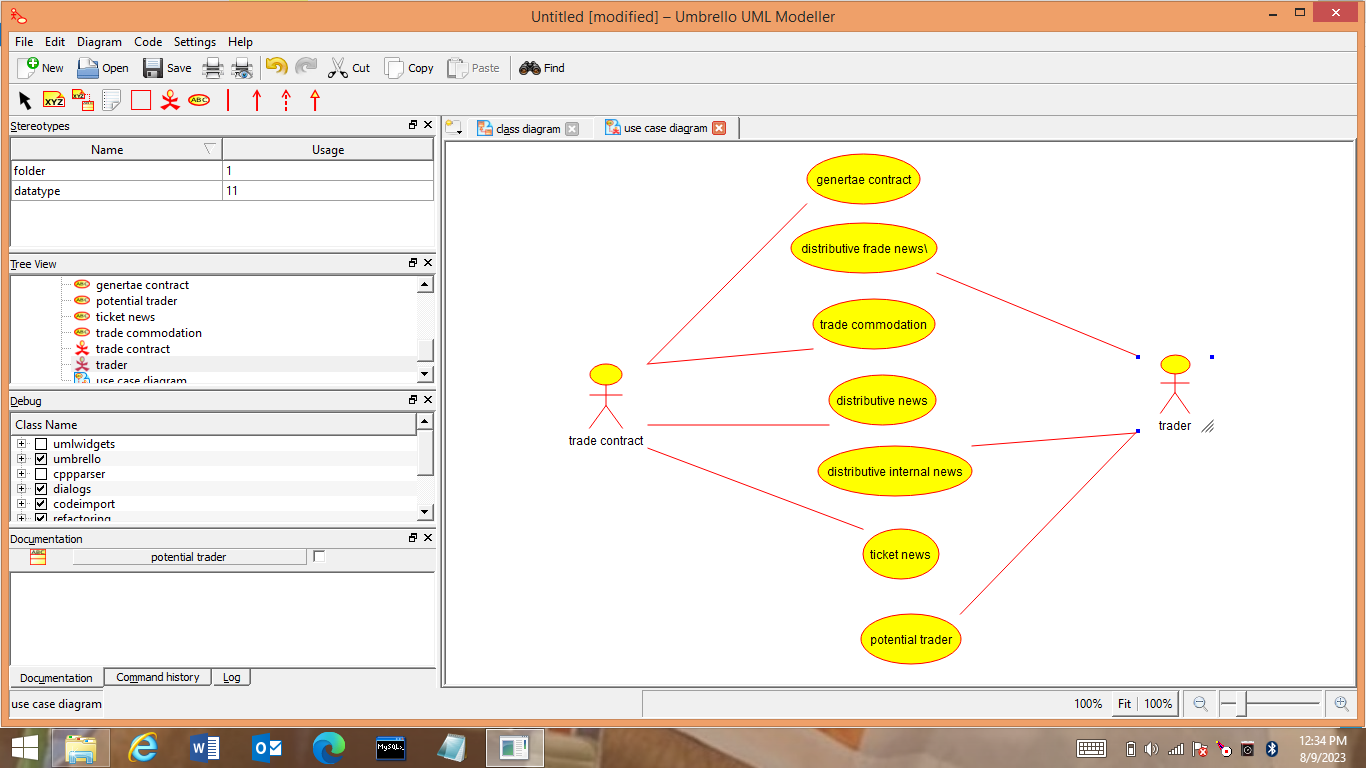 Untitled [modified] – Umbrello UML Modeller
File Edit Diagram Code Settings Help
New Open Save Cut Copy Paste Find
XYZ XYZ ABC
Stereotypes
Name Usage
folder 1
datatype 11
Tree View
genertae contract
potential trader
ticket news
trade commodation
trade contract
trader
use case diagram
Debug
Class Name
umlwidgets
umbrello
cppparser
dialogs
codeimport
refactoring
Documentation
potential trader
Documentation Command history Log
use case diagram
class diagram use case diagram
genertae contract
distributive frade news\
trade commodation
distributive news
trade contract
trader
distributive internal news
ticket news
potential trader
100% Fit 100%
MySQL
12:34 PM
8/9/2023